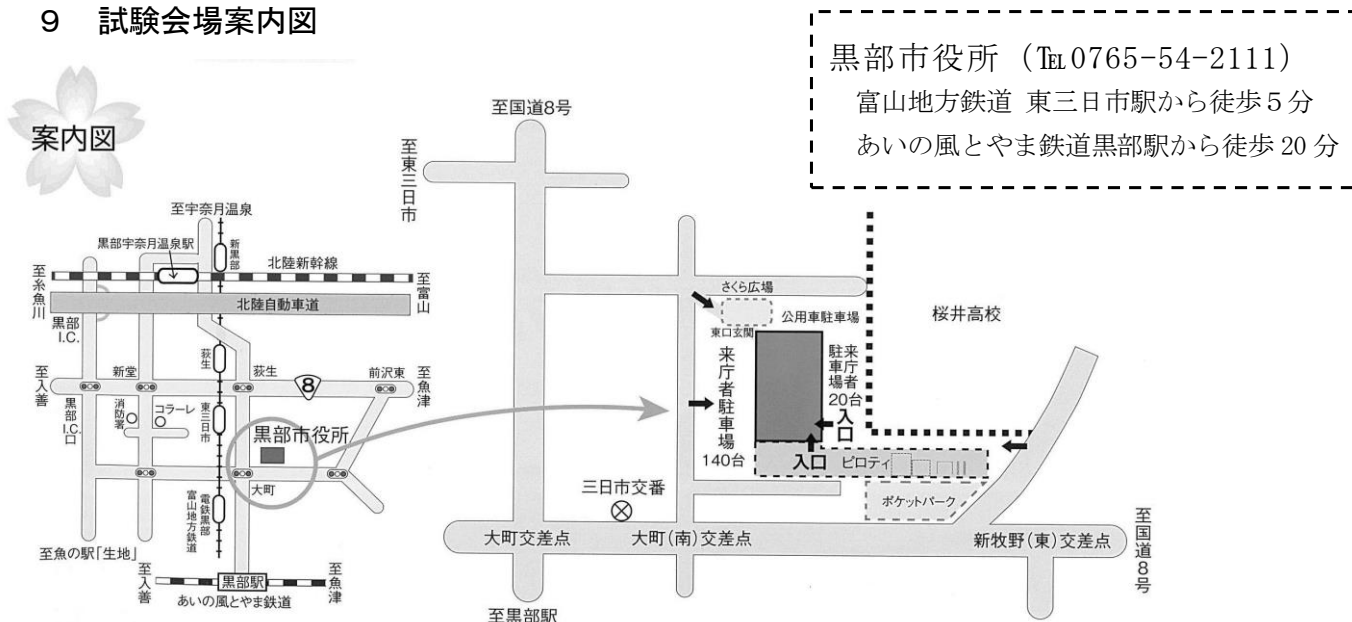 ９　試験会場案内図
黒部市役所（℡0765-54-2111）
富山地方鉄道 東三日市駅から徒歩５分
あいの風とやま鉄道黒部駅から徒歩 20 分
案内図
至宇奈月温泉
黒部宇奈月温泉駅
新黒部
北陸新幹線
至糸魚川
至富山
北陸自動車道
黒部I.C.
荻生
至入善
新堂
荻生
8
前沢東
至魚津
黒部I.C.口
消防署
コラーレ
東三日市
黒部市役所
大町
電鉄黒部
富山地方鉄道
至魚の駅「生地」
至入善
黒部駅
至魚津
あいの風とやま鉄道
至国道8号
至東三日市
さくら広場
公用車駐車場
桜井高校
東口玄関
来庁者駐車場
140台
来庁者駐車場
20台
入口
入口
ピロティ
ポケットパーク
三日市交番
大町交差点
大町(南)交差点
新牧野(東)交差点
至国道8号
至黒部駅